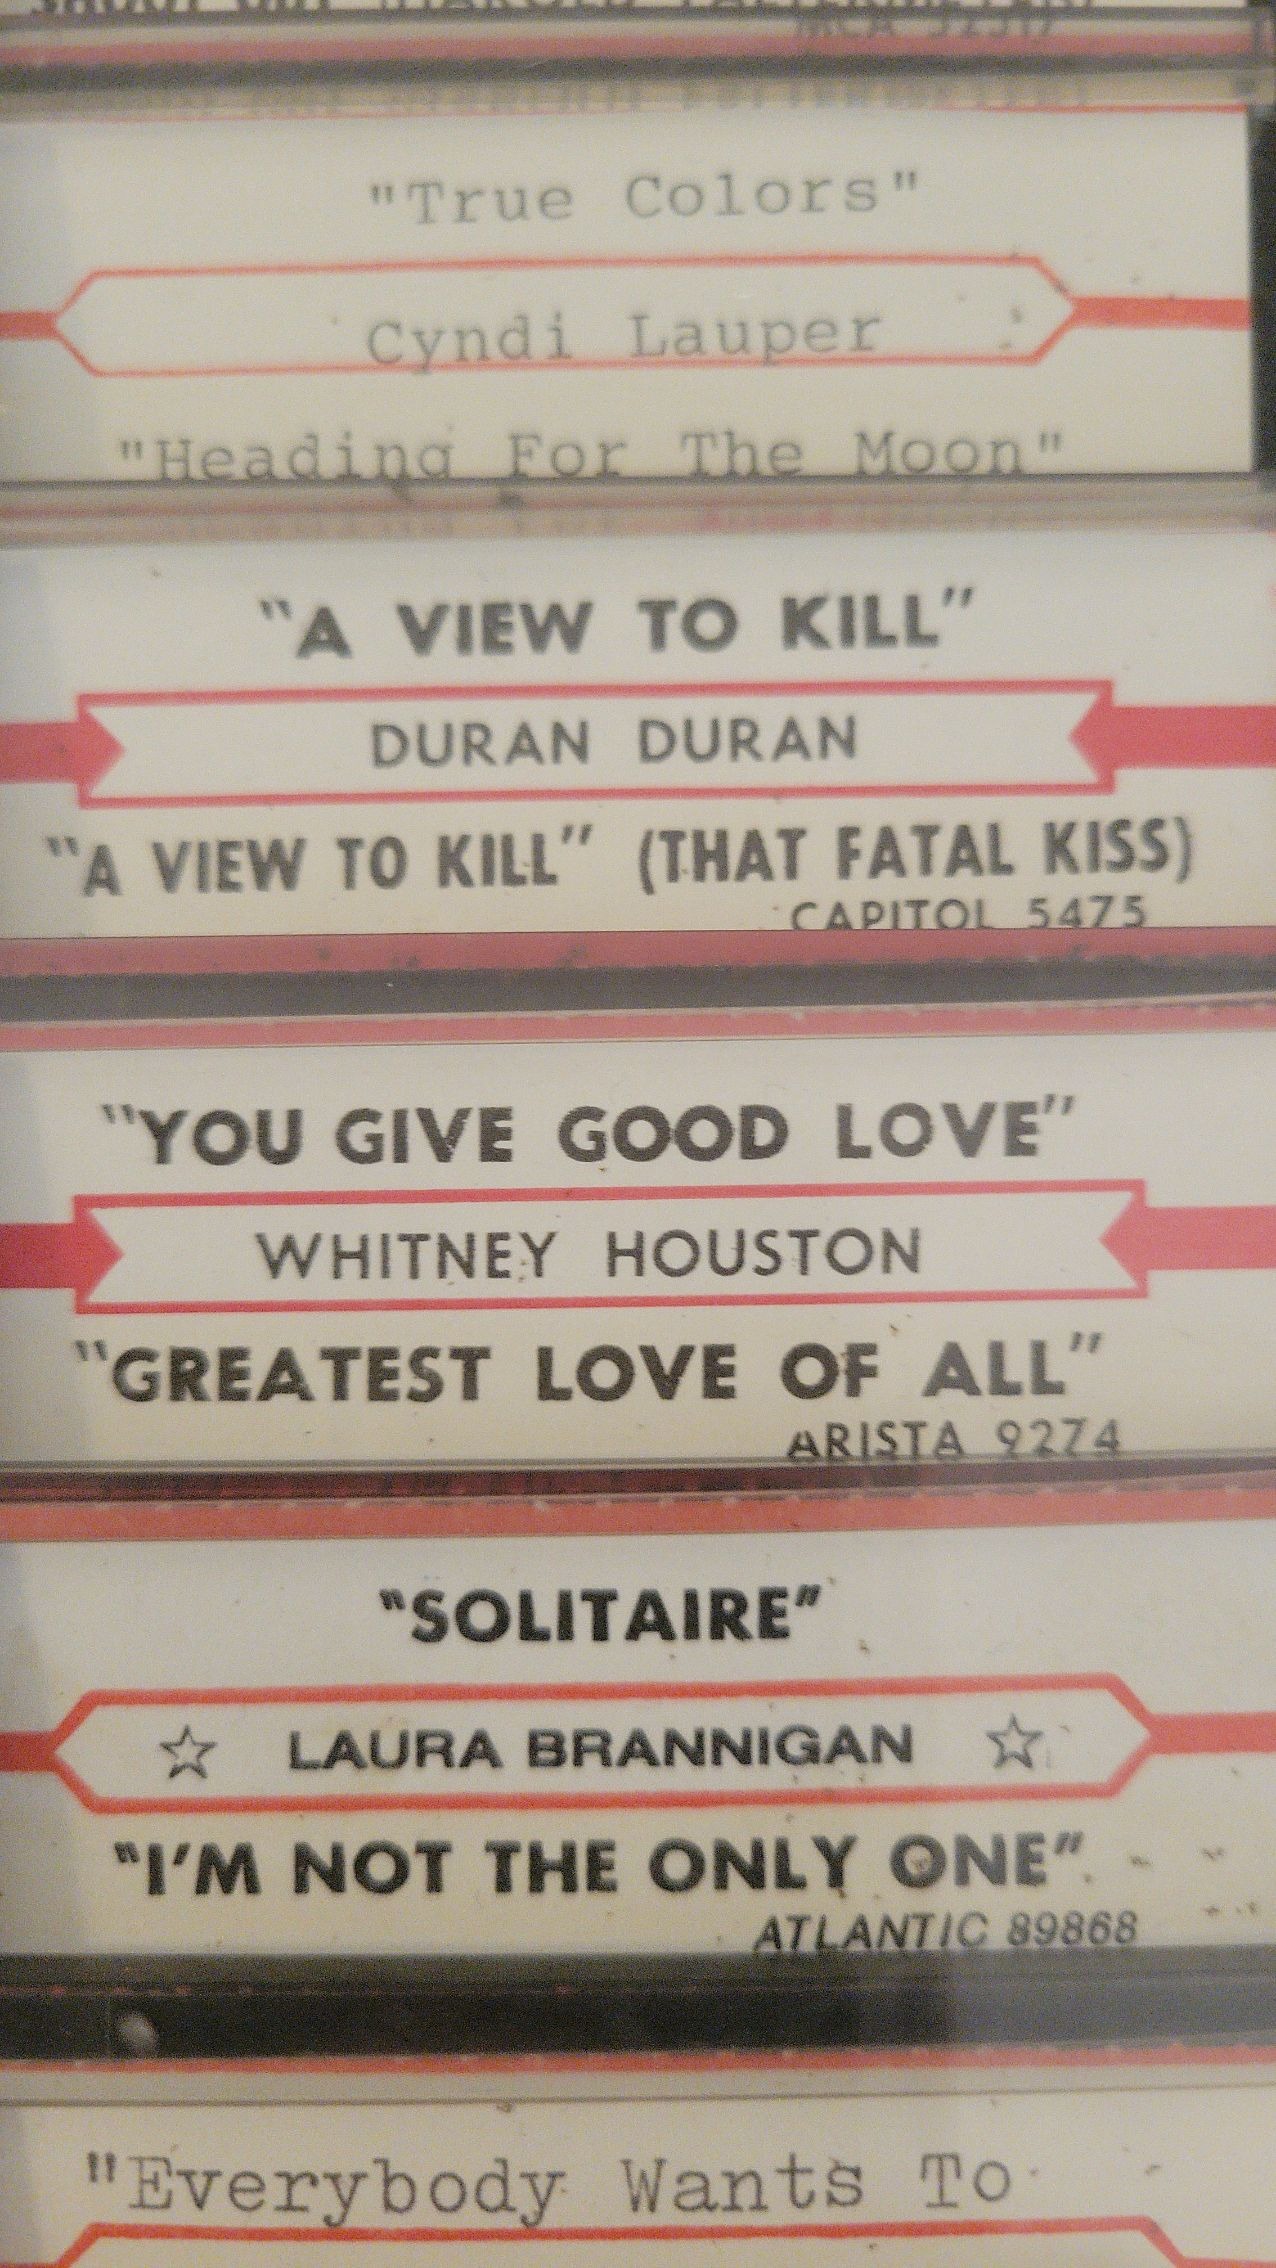 "True Colors"
Cyndi Lauper
"Heading For The Moon"
"A VIEW TO KILL"
DURAN DURAN
"A VIEW TO KILL" (THAT FATAL KISS)
CAPITOL 5475
"YOU GIVE GOOD LOVE"
WHITNEY HOUSTON
"GREATEST LOVE OF ALL"
ARISTA 9274
"SOLITAIRE"
☆ LAURA BRANNIGAN ☆
"I'M NOT THE ONLY ONE"
ATLANTIC 89868
"Everybody Wants To